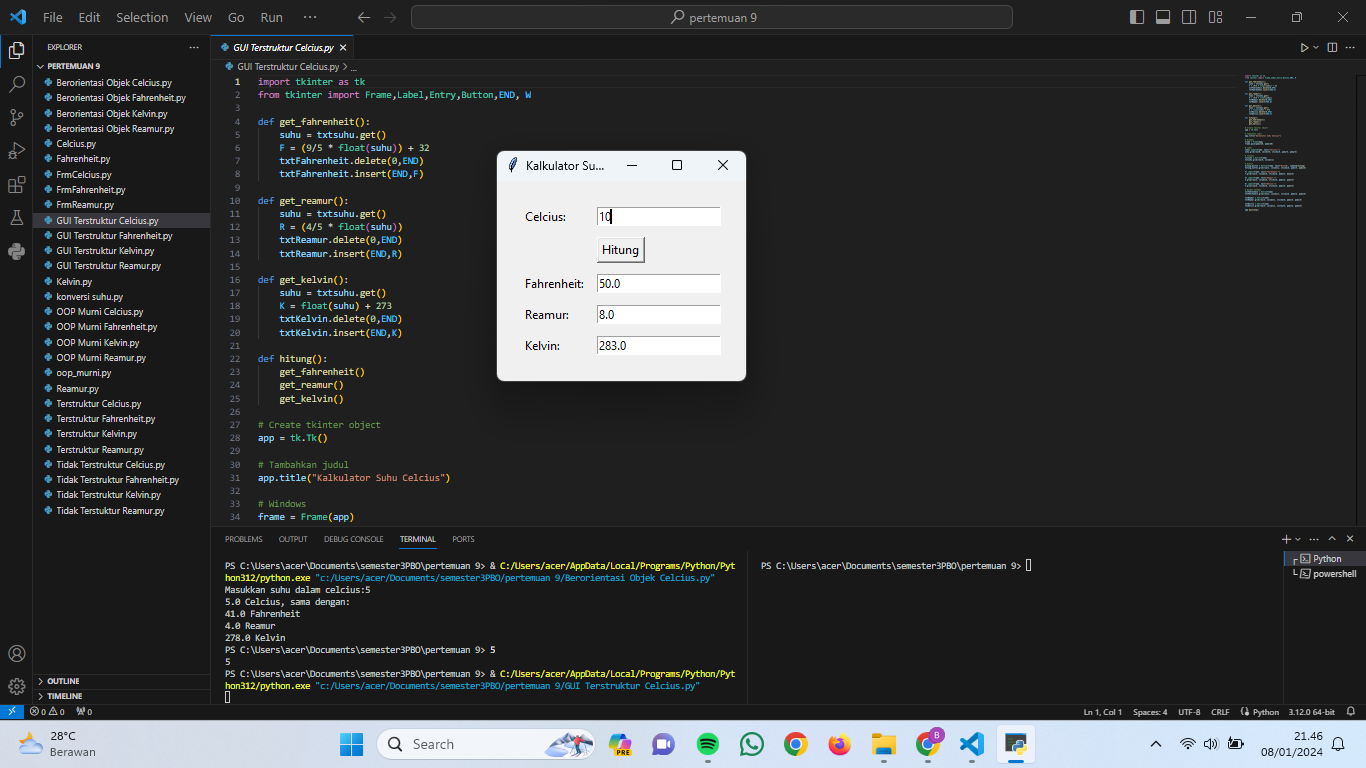 File Edit Selection View Go Run ··· pertemuan 9
EXPLORER ···
PERTEMUAN 9
Berorientasi Objek Celcius.py
Berorientasi Objek Fahrenheit.py
Berorientasi Objek Kelvin.py
Berorientasi Objek Reamur.py
Celcius.py
Fahrenheit.py
FrmCelcius.py
FrmFahrenheit.py
FrmReamur.py
GUI Terstruktur Celcius.py
GUI Terstruktur Fahrenheit.py
GUI Terstruktur Kelvin.py
GUI Terstruktur Reamur.py
Kelvin.py
konversi suhu.py
OOP Murni Celcius.py
OOP Murni Fahrenheit.py
OOP Murni Kelvin.py
OOP Murni Reamur.py
oop_murni.py
Reamur.py
Terstruktur Celcius.py
Terstruktur Fahrenheit.py
Terstruktur Kelvin.py
Terstruktur Reamur.py
Tidak Terstruktur Celcius.py
Tidak Terstruktur Fahrenheit.py
Tidak Terstruktur Kelvin.py
Tidak Terstuktur Reamur.py
OUTLINE
TIMELINE
GUI Terstruktur Celcius.py
GUI Terstruktur Celcius.py > ...
1 import tkinter as tk
2 from tkinter import Frame,Label,Entry,Button,END, W
3
4 def get_fahrenheit():
5 suhu = txtsuhu.get()
6 F = (9/5 * float(suhu)) + 32
7 txtFahrenheit.delete(0,END)
8 txtFahrenheit.insert(END,F)
9
10 def get_reamur():
11 suhu = txtsuhu.get()
12 R = (4/5 * float(suhu))
13 txtReamur.delete(0,END)
14 txtReamur.insert(END,R)
15
16 def get_kelvin():
17 suhu = txtsuhu.get()
18 K = float(suhu) + 273
19 txtKelvin.delete(0,END)
20 txtKelvin.insert(END,K)
21
22 def hitung():
23 get_fahrenheit()
24 get_reamur()
25 get_kelvin()
26
27 # Create tkinter object
28 app = tk.Tk()
29
30 # Tambahkan judul
31 app.title("Kalkulator Suhu Celcius")
32
33 # Windows
34 frame = Frame(app)
Kalkulator Su...
Celcius: 10
Hitung
Fahrenheit: 50.0
Reamur: 8.0
Kelvin: 283.0
PROBLEMS OUTPUT DEBUG CONSOLE TERMINAL PORTS
PS C:\Users\acer\Documents\semester3PBO\pertemuan 9> & C:/Users/acer/AppData/Local/Programs/Python/Pyt
hon312/python.exe "c:/Users/acer/Documents/semester3PBO/pertemuan 9/Berorientasi Objek Celcius.py"
Masukkan suhu dalam celcius:5
5.0 Celcius, sama dengan:
41.0 Fahrenheit
4.0 Reamur
278.0 Kelvin
PS C:\Users\acer\Documents\semester3PBO\pertemuan 9> 5
5
PS C:\Users\acer\Documents\semester3PBO\pertemuan 9> & C:/Users/acer/AppData/Local/Programs/Python/Pyt
hon312/python.exe "c:/Users/acer/Documents/semester3PBO/pertemuan 9/GUI Terstruktur Celcius.py"
PS C:\Users\acer\Documents\semester3PBO\pertemuan 9>
Python
powershell
0 0 0
Ln 1, Col 1 Spaces: 4 UTF-8 CRLF Python 3.12.0 64-bit
28°C
Berawan
Search
PRE
B
21.46
08/01/2024